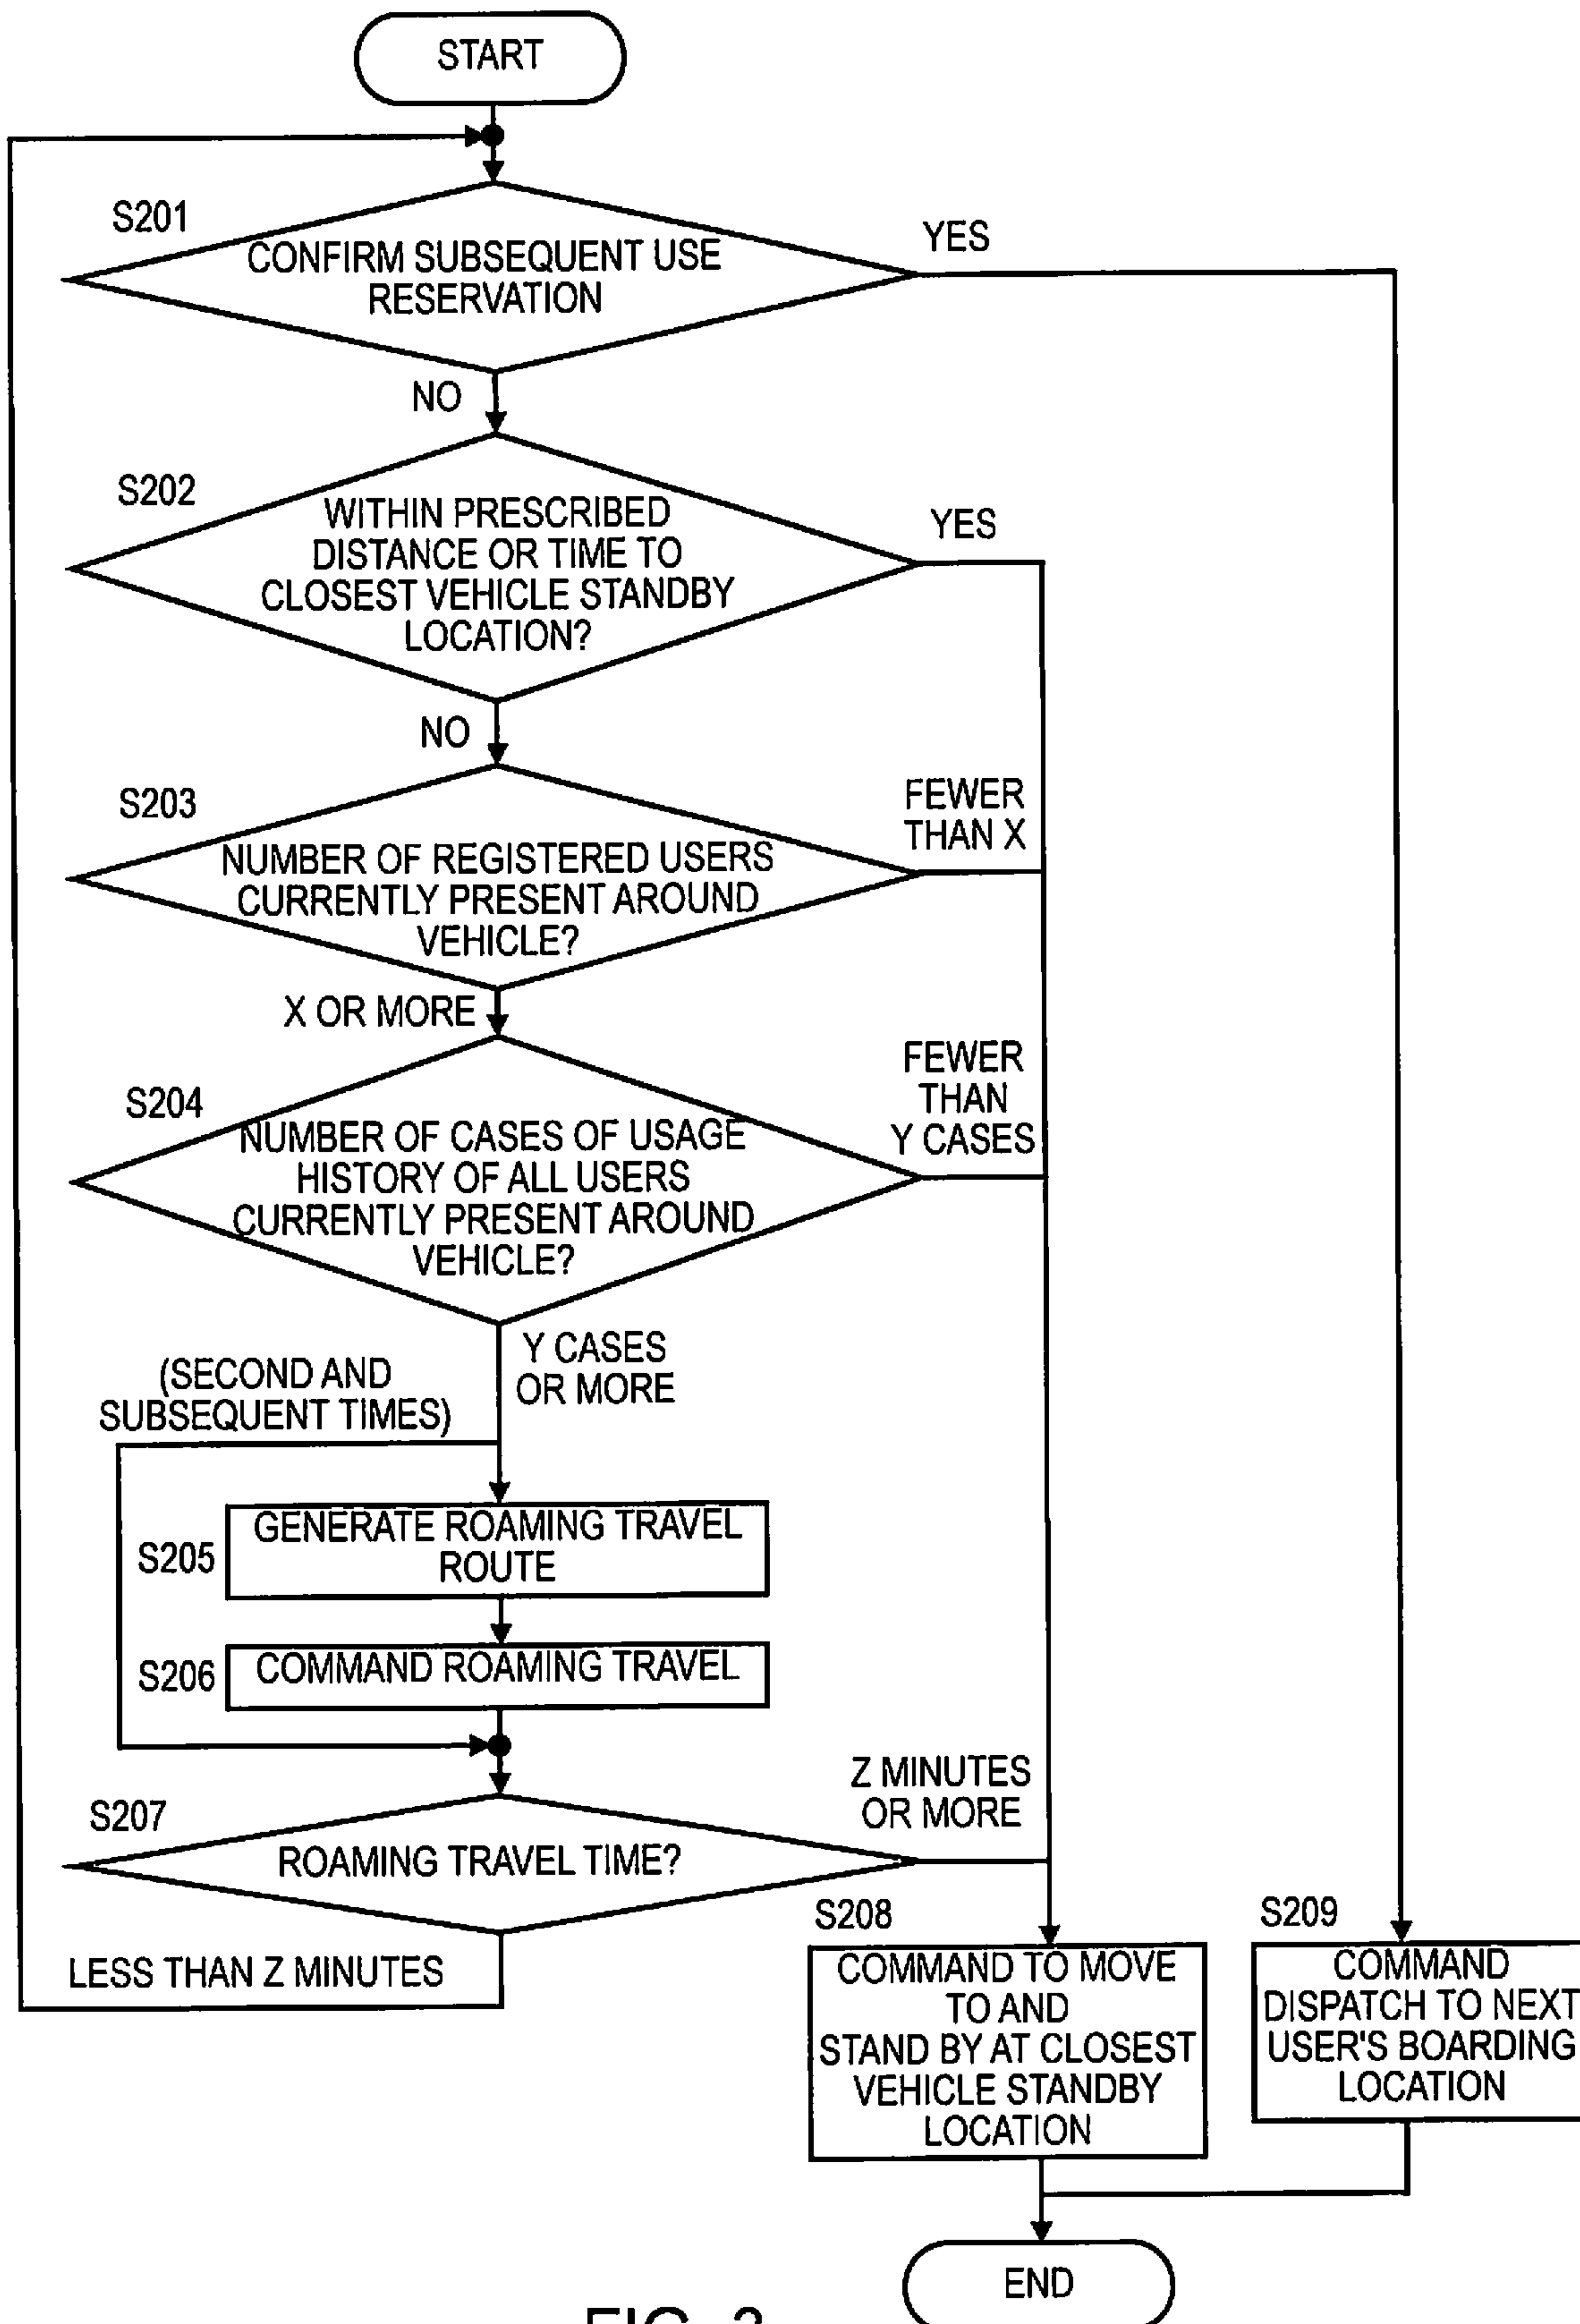 START
S201
CONFIRM SUBSEQUENT USE
RESERVATION
YES
NO
S202
WITHIN PRESCRIBED
DISTANCE OR TIME TO
CLOSEST VEHICLE STANDBY
LOCATION?
YES
NO
S203
NUMBER OF REGISTERED USERS
CURRENTLY PRESENT AROUND
VEHICLE?
FEWER
THAN X
X OR MORE
S204
NUMBER OF CASES OF USAGE
HISTORY OF ALL USERS
CURRENTLY PRESENT AROUND
VEHICLE?
FEWER
THAN
Y CASES
Y CASES
OR MORE
(SECOND AND
SUBSEQUENT TIMES)
S205
GENERATE ROAMING TRAVEL
ROUTE
S206
COMMAND ROAMING TRAVEL
S207
ROAMING TRAVEL TIME?
Z MINUTES
OR MORE
LESS THAN Z MINUTES
S208
COMMAND TO MOVE
TO AND
STAND BY AT CLOSEST
VEHICLE STANDBY
LOCATION
S209
COMMAND
DISPATCH TO NEXT
USER'S BOARDING
LOCATION
END